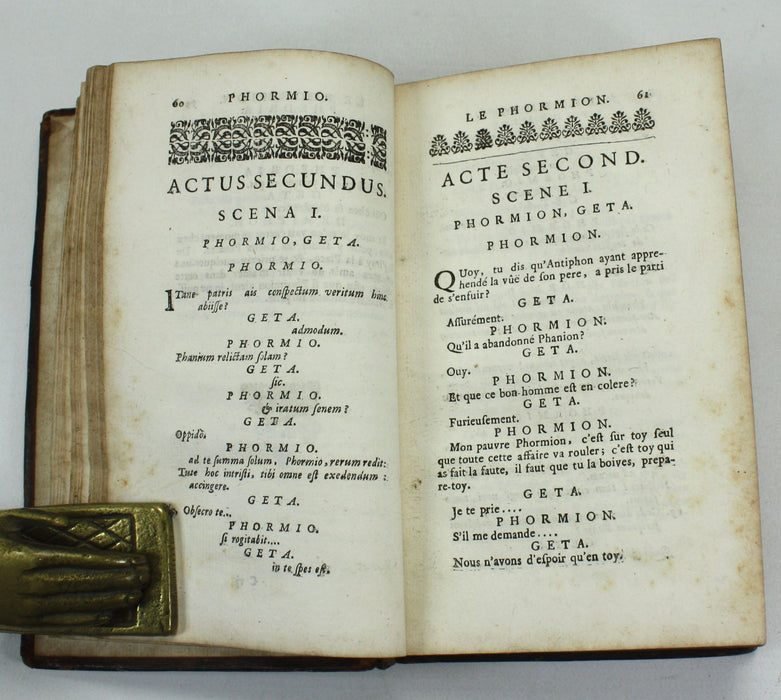 60 PHORMIO.
ACTUS SECUNDUS.
SCENA I.
PHORMIO, GETA.
PHORMIO.
ITane patris ais conspectum veritum hinc
abiisse?
GETA.
admodum.
PHORMIO.
Phanium relictam solam?
GETA.
sic.
PHORMIO.
& iratum senem?
GETA.
Oppidò.
PHORMIO.
ad te summa solum, Phormio, rerum redit:
Tute hoc intristi, tibi omne est exedendum:
accingere.
GETA.
Obsecro te..
PHORMIO.
si rogitabit....
GETA.
in te spes est.
LE PHORMION. 61
ACTE SECOND.
SCENE I.
PHORMION, GETA.
PHORMION.
QUoy, tu dis qu'Antiphon ayant appre-
hendé la vûë de son pere, a pris le parti
de s'enfuir?
GETA.
Assurément.
PHORMION.
Qu'il a abandonné Phanion?
GETA.
Ouy.
PHORMION.
Et que ce bon homme est en colere?
GETA.
Furieusement.
PHORMION.
Mon pauvre Phormion, c'est sur toy seul
que toute cette affaire va rouler; c'est toy qui
as fait la faute, il faut que tu la boives, prepa-
re-toy.
GETA.
Je te prie....
PHORMION.
S'il me demande....
GETA.
Nous n'avons d'espoir qu'en toy.